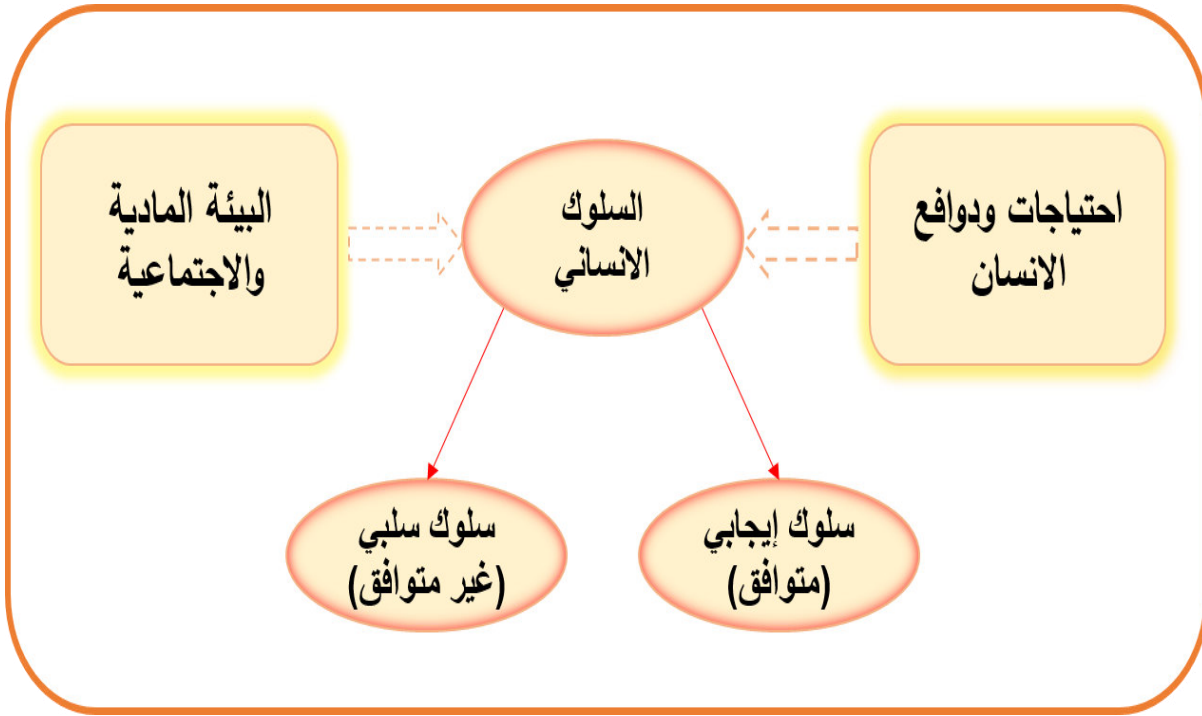 احتياجات ودوافع
الانسان
السلوك
الانساني
البيئة المادية
والاجتماعية
سلوك إيجابي
(متوافق)
سلوك سلبي
(غير متوافق)